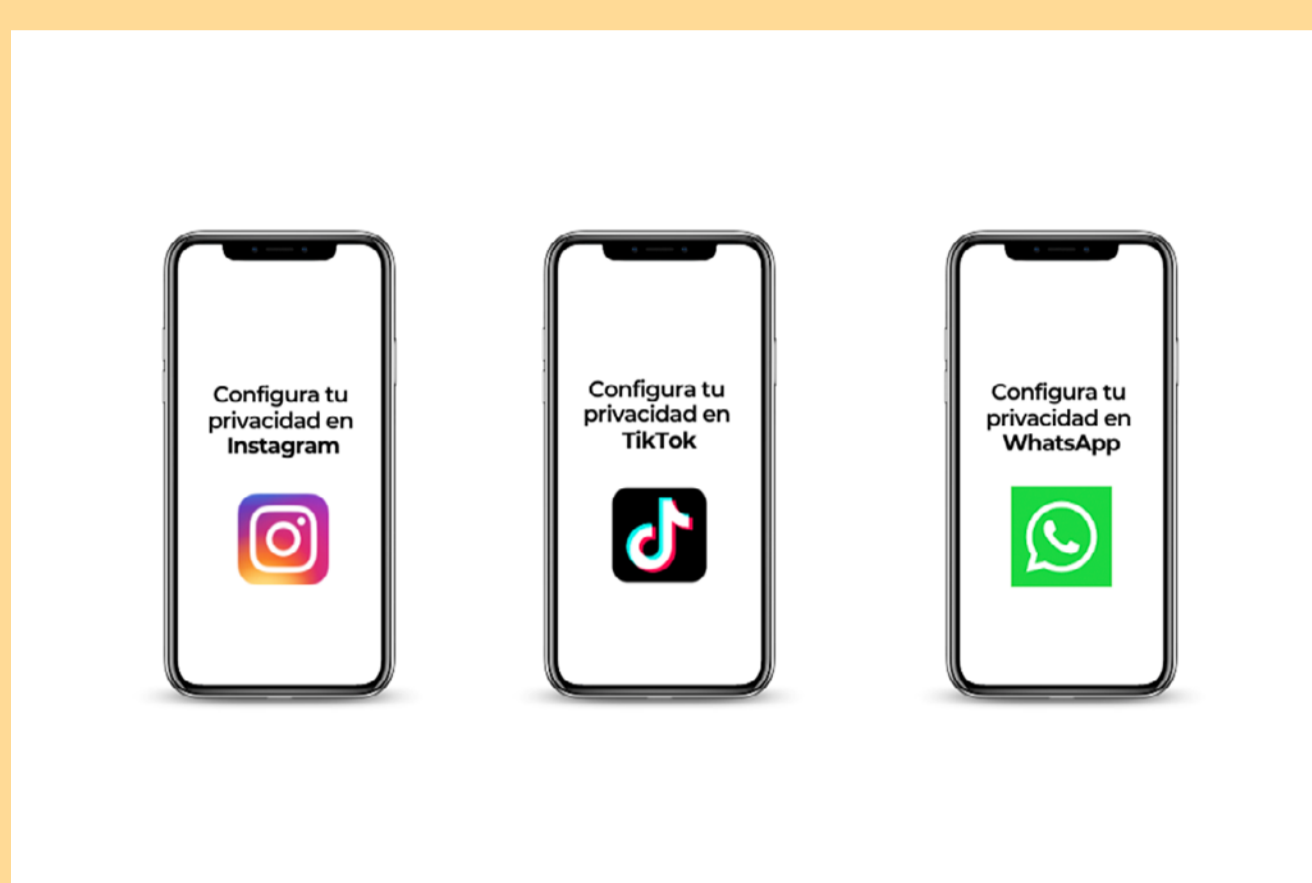 Configura tu
privacidad en
Instagram
Configura tu
privacidad en
TikTok
Configura tu
privacidad en
WhatsApp